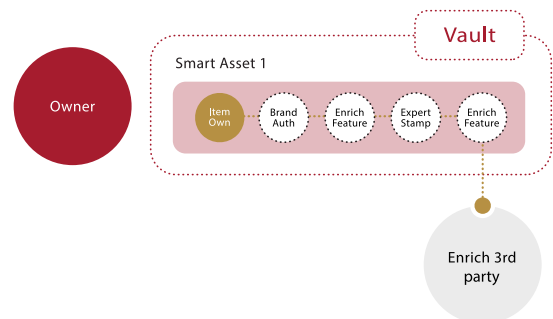 Vault
Smart Asset 1
Owner
Item
Own
Brand
Auth
Enrich
Feature
Expert
Stamp
Enrich
Feature
Enrich 3rd
party